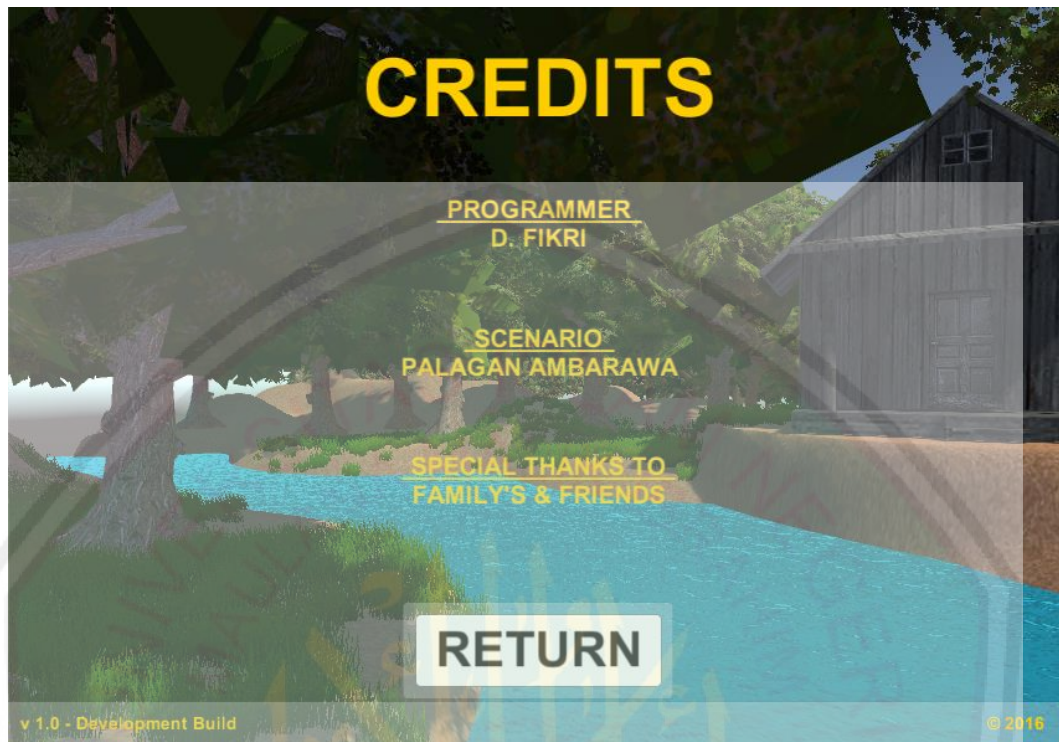 CREDITS
PROGRAMMER
D. FIKRI
SCENARIO
PALAGAN AMBARAWA
SPECIAL THANKS TO
FAMILY'S & FRIENDS
RETURN
v 1.0 - Development Build
© 2016